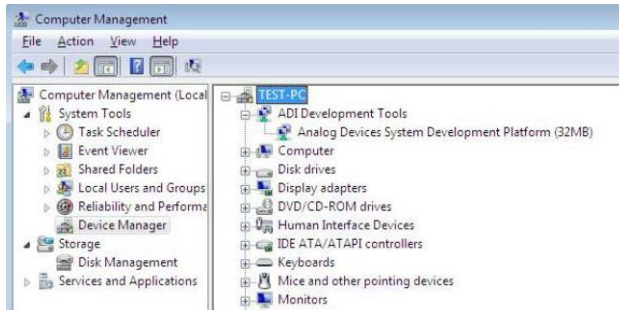 Computer Management
File Action View Help
Computer Management (Local
System Tools
Task Scheduler
Event Viewer
Shared Folders
Local Users and Groups
Reliability and Performa
Device Manager
Storage
Disk Management
Services and Applications
TEST-PC
ADI Development Tools
Analog Devices System Development Platform (32MB)
Computer
Disk drives
Display adapters
DVD/CD-ROM drives
Human Interface Devices
IDE ATA/ATAPI controllers
Keyboards
Mice and other pointing devices
Monitors